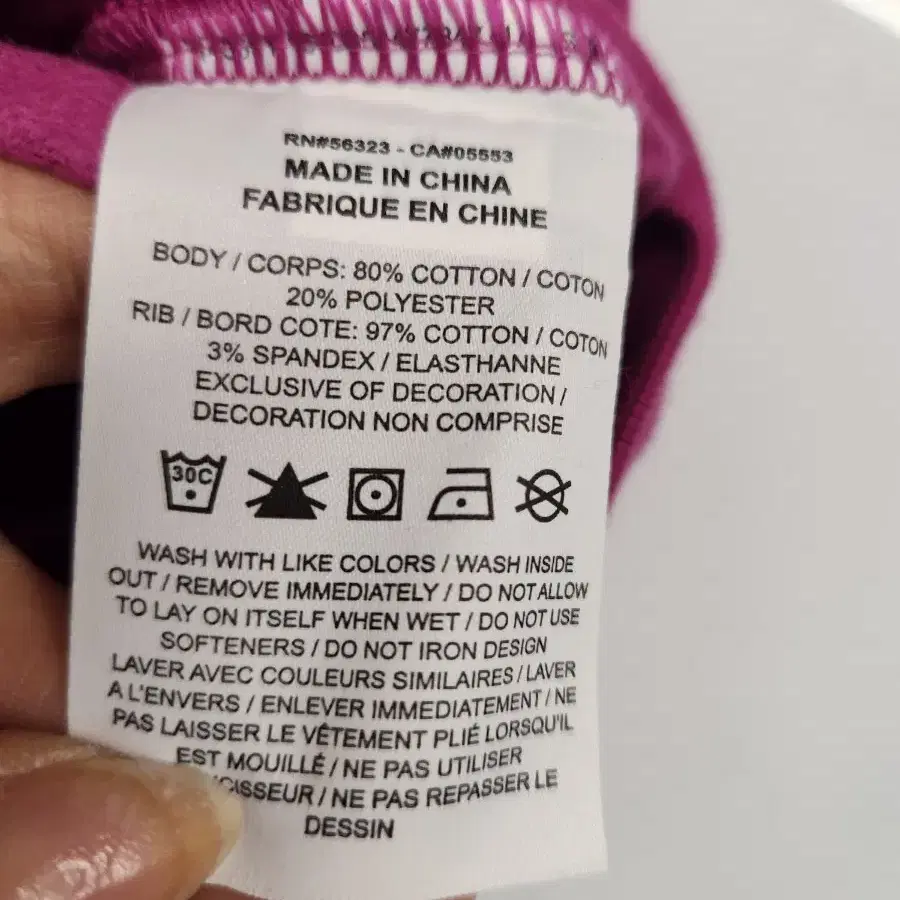 RN#56323 - CA#05553
MADE IN CHINA
FABRIQUE EN CHINE
BODY / CORPS: 80% COTTON / COTON
20% POLYESTER
RIB / BORD COTE: 97% COTTON / COTON
3% SPANDEX / ELASTHANNE
EXCLUSIVE OF DECORATION /
DECORATION NON COMPRISE
30C
WASH WITH LIKE COLORS / WASH INSIDE
OUT / REMOVE IMMEDIATELY / DO NOT ALLOW
TO LAY ON ITSELF WHEN WET / DO NOT USE
SOFTENERS / DO NOT IRON DESIGN
LAVER AVEC COULEURS SIMILAIRES / LAVER
A L'ENVERS / ENLEVER IMMEDIATEMENT / NE
PAS LAISSER LE VÊTEMENT PLIÉ LORSQU'IL
EST MOUILLÉ / NE PAS UTILISER
CISSEUR / NE PAS REPASSER LE
DESSIN